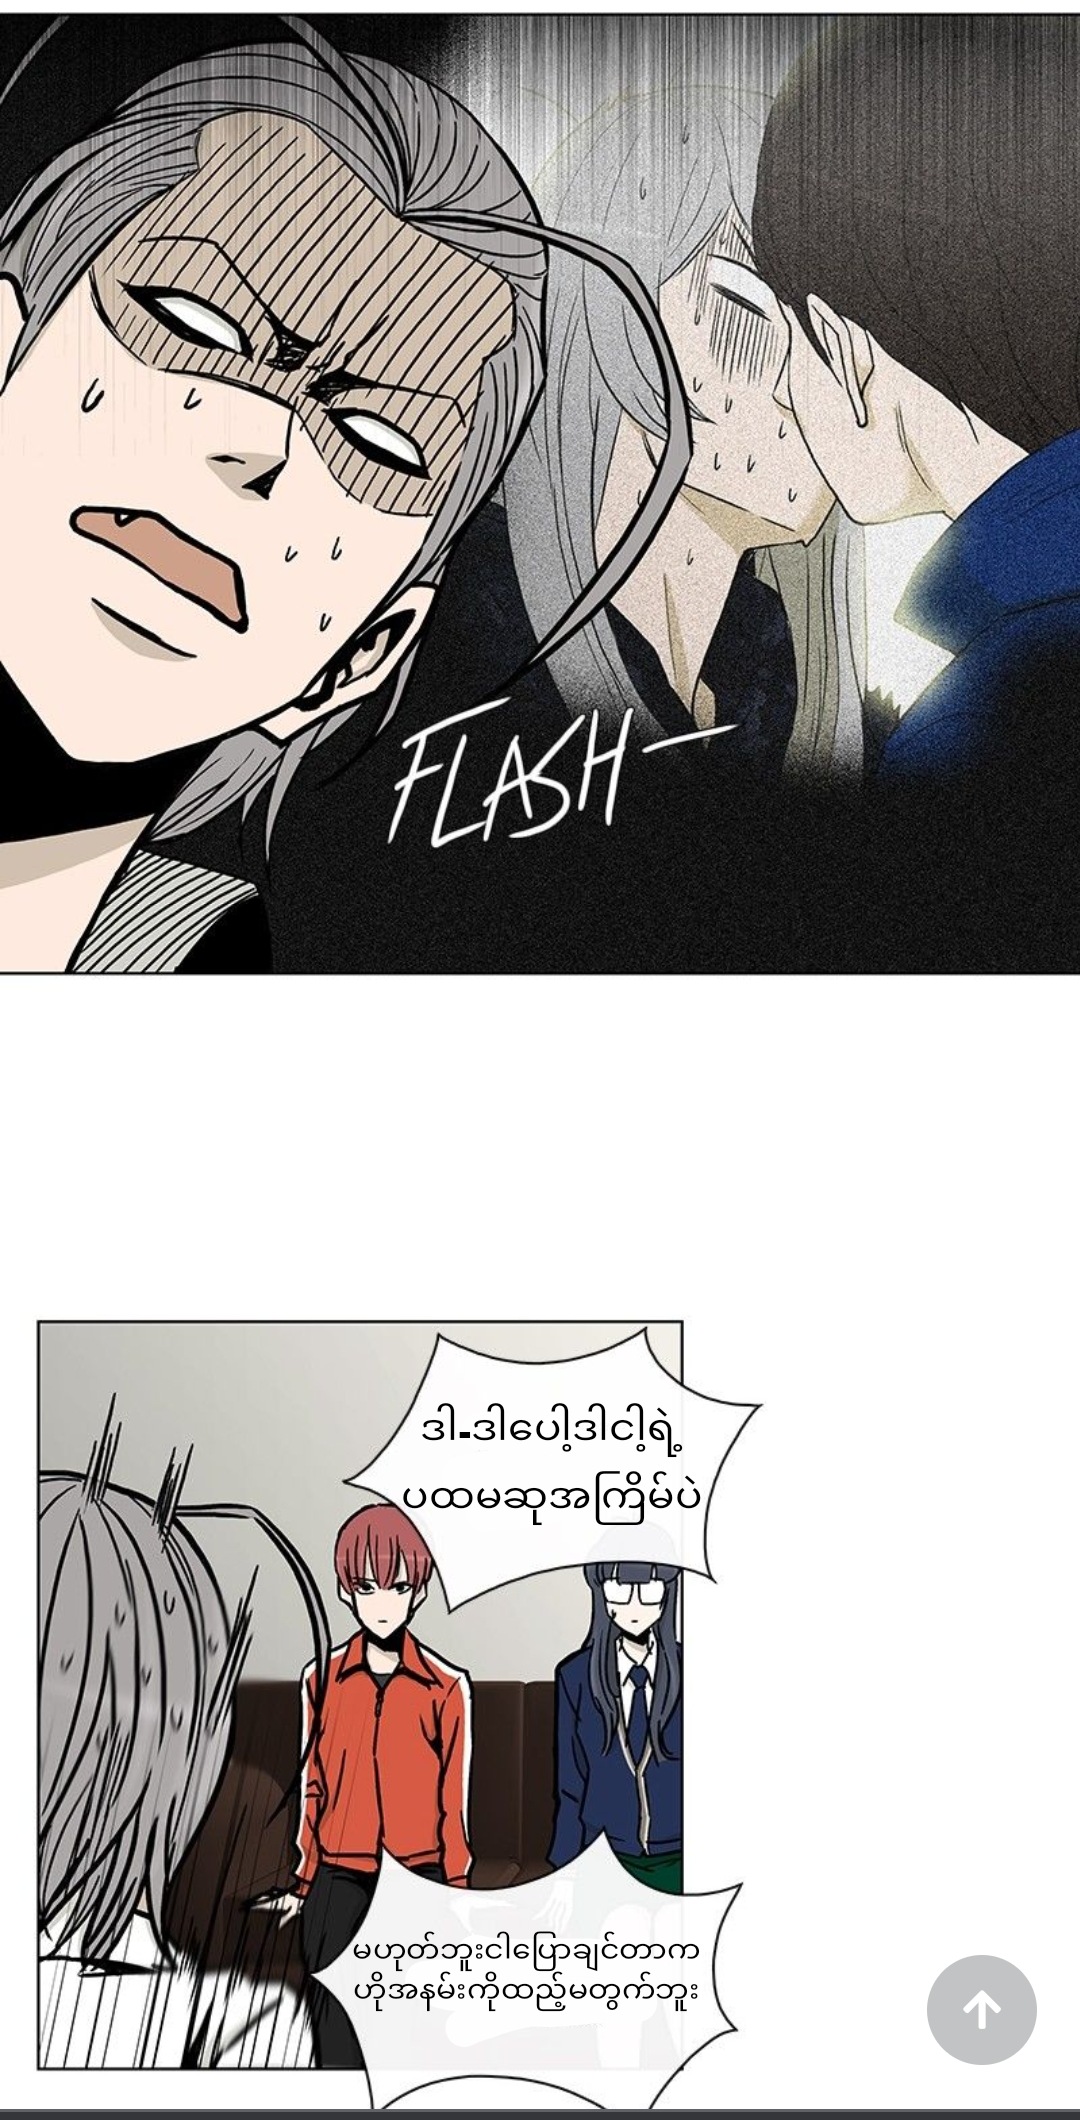 FLASH—
ဒါ-ဒါပေါ့ဒါငါ့ရဲ့
ပထမဆုအကြိမ်ပဲ
မဟုတ်ဘူးငါပြောချင်တာက
ဟိုအနမ်းကိုထည့်မတွက်ဘူး